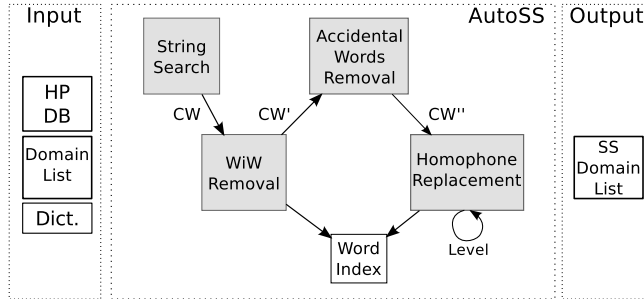 Input
HP
DB
Domain
List
Dict.
AutoSS
String
Search
Accidental
Words
Removal
CW
CW'
CW''
WiW
Removal
Homophone
Replacement
Word
Index
Level
Output
SS
Domain
List